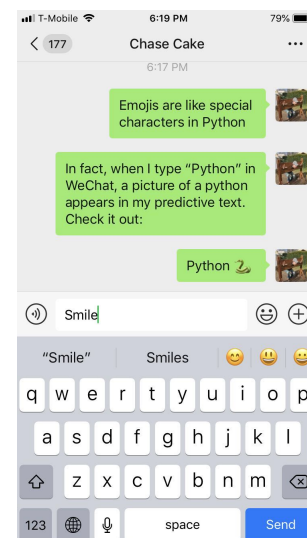 T-Mobile 6:19 PM 79%
177 Chase Cake ...
6:17 PM
Emojis are like special
characters in Python
In fact, when I type “Python” in
WeChat, a picture of a python
appears in my predictive text.
Check it out:
Python 🐍
Smile
“Smile” Smiles 😊 😃 😄
q w e r t y u i o p
a s d f g h j k l
z x c v b n m
123 space Send